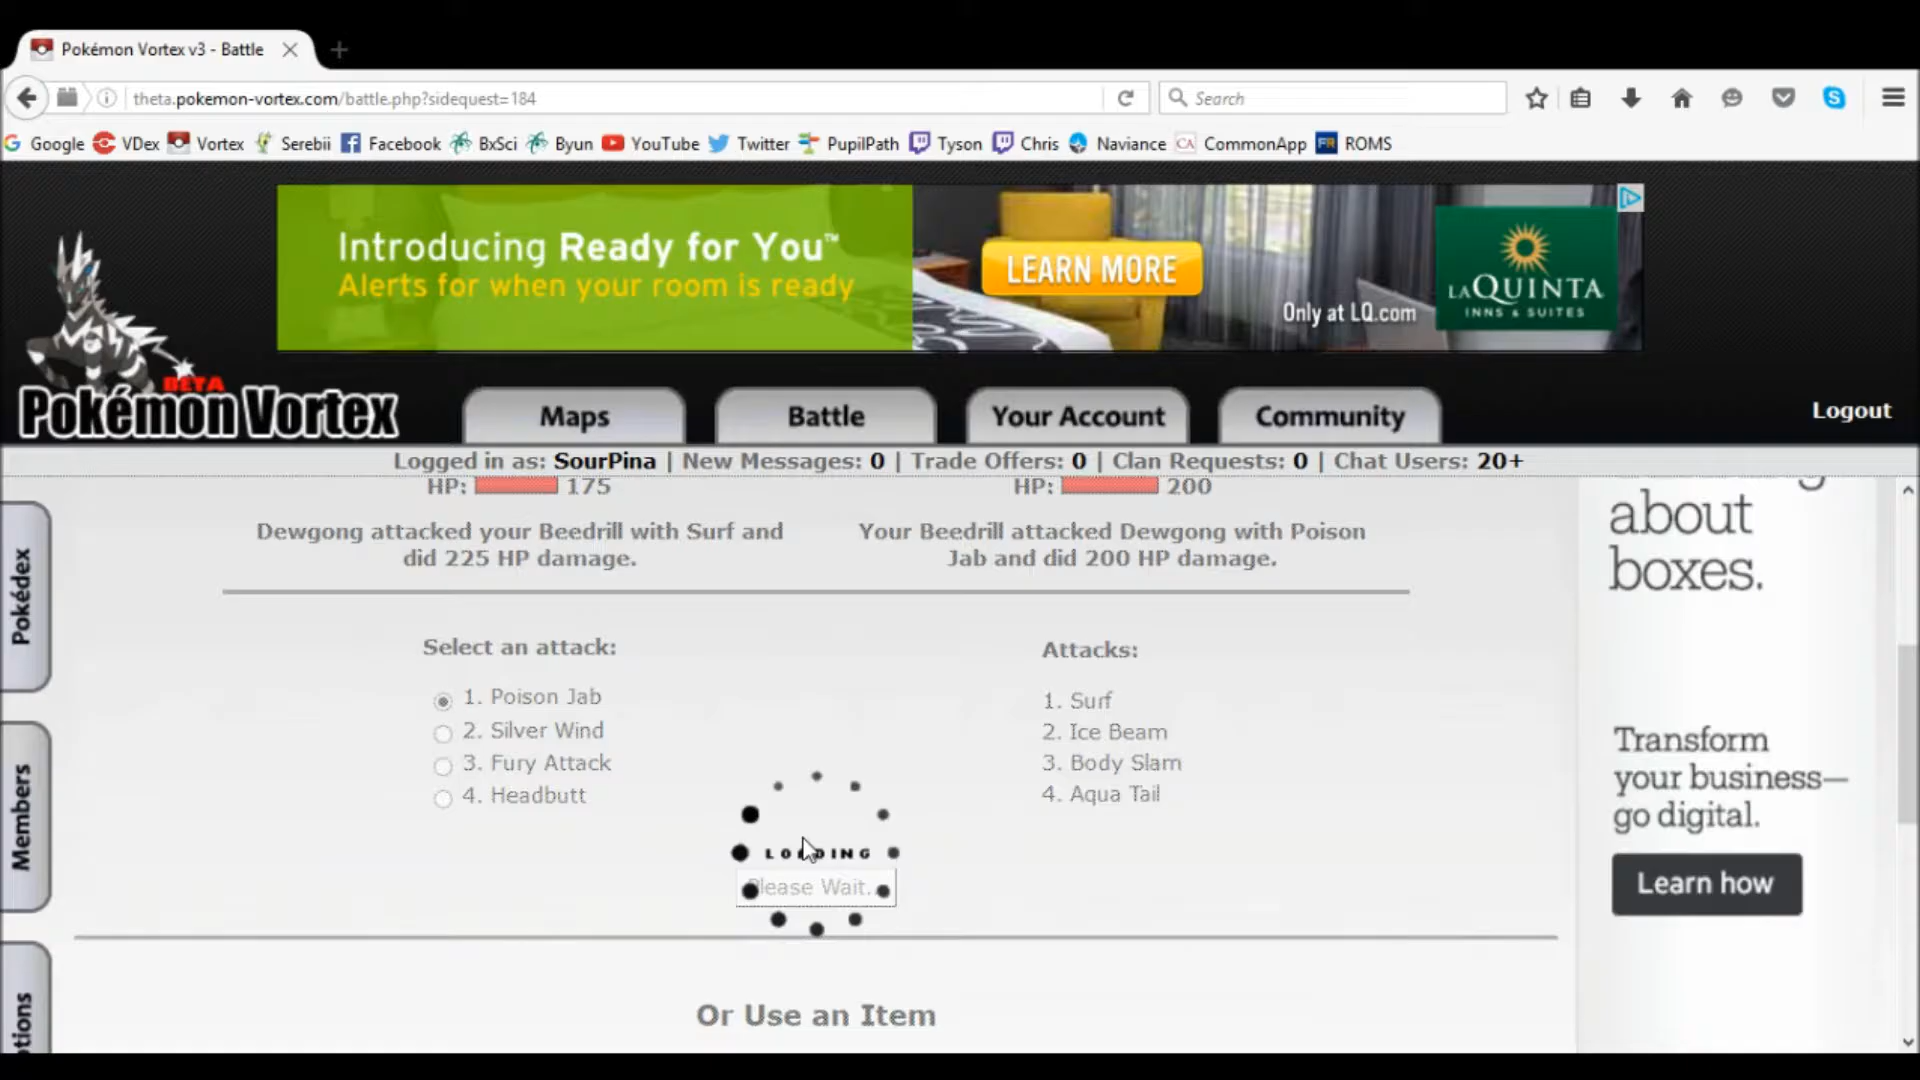 Pokémon Vortex v3 - Battle
theta.pokemon-vortex.com/battle.php?sidequest=184
Search
Google VDex Vortex Serebii Facebook BxSci Byun YouTube Twitter PupilPath Tyson Chris Naviance CA CommonApp FR ROMS
Introducing Ready for You™
Alerts for when your room is ready
LEARN MORE
Only at LQ.com
LAQUINTA
INNS & SUITES
BETA
Pokémon Vortex
Maps
Battle
Your Account
Community
Logout
Logged in as: SourPina | New Messages: 0 | Trade Offers: 0 | Clan Requests: 0 | Chat Users: 20+
HP: 175
HP: 200
Dewgong attacked your Beedrill with Surf and
did 225 HP damage.
Your Beedrill attacked Dewgong with Poison
Jab and did 200 HP damage.
Select an attack:
1. Poison Jab
2. Silver Wind
3. Fury Attack
4. Headbutt
Attacks:
1. Surf
2. Ice Beam
3. Body Slam
4. Aqua Tail
LOADING
Please Wait..
Or Use an Item
Pokédex
Members
about
boxes.
Transform
your business—
go digital.
Learn how